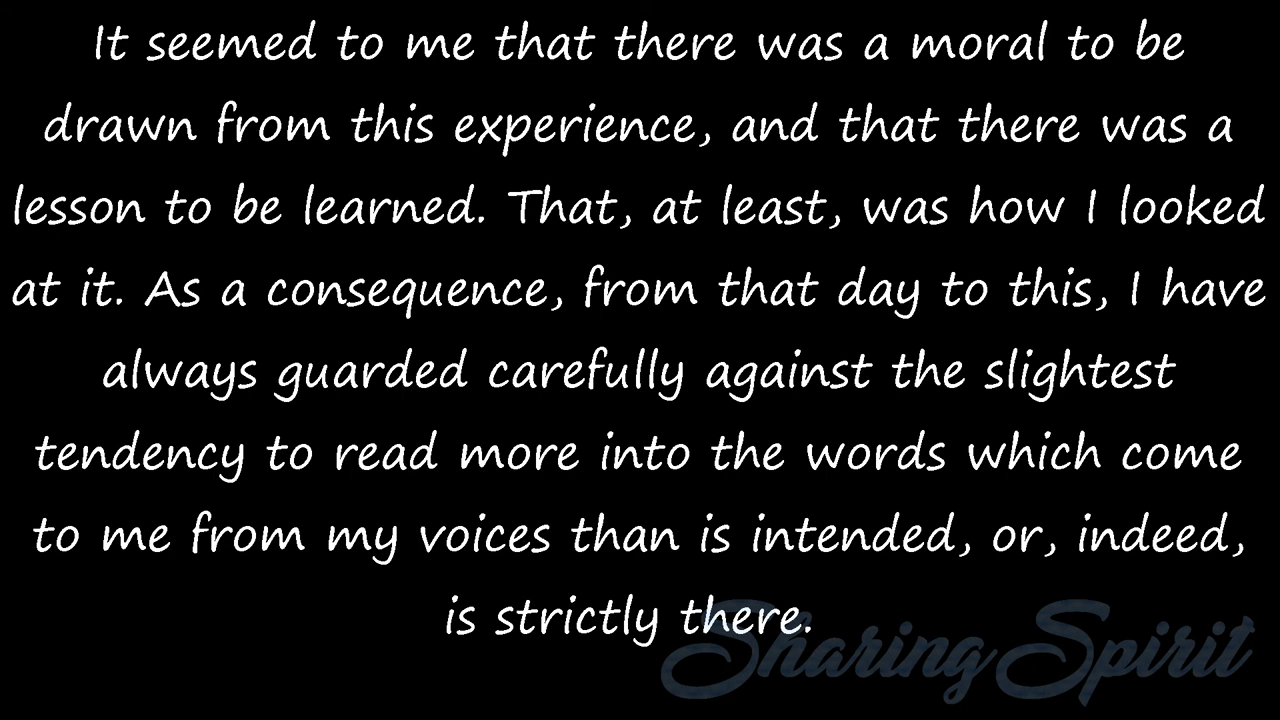 It seemed to me that there was a moral to be
drawn from this experience, and that there was a
lesson to be learned. That, at least, was how I looked
at it. As a consequence, from that day to this, I have
always guarded carefully against the slightest
tendency to read more into the words which come
to me from my voices than is intended, or, indeed,
is strictly there.
SharingSpirit